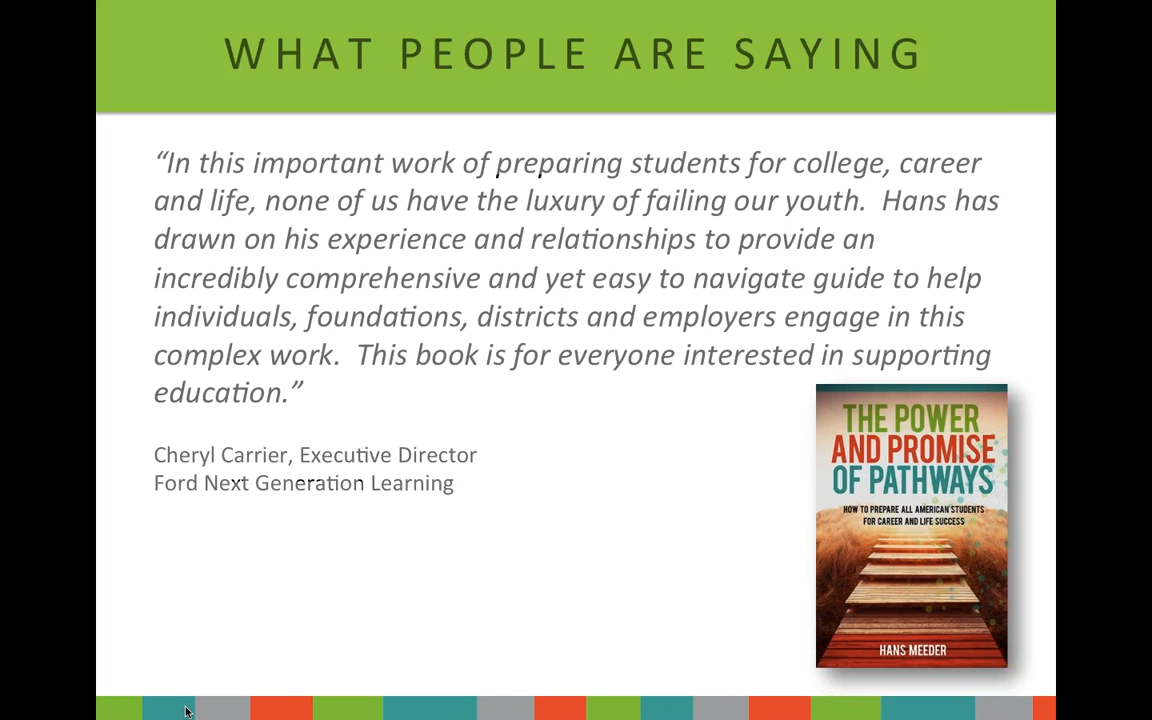 WHAT PEOPLE ARE SAYING
“In this important work of preparing students for college, career
and life, none of us have the luxury of failing our youth.  Hans has
drawn on his experience and relationships to provide an
incredibly comprehensive and yet easy to navigate guide to help
individuals, foundations, districts and employers engage in this
complex work.  This book is for everyone interested in supporting
education.”
Cheryl Carrier, Executive Director
Ford Next Generation Learning
THE POWER
AND PROMISE
OF PATHWAYS
HOW TO PREPARE ALL AMERICAN STUDENTS
FOR CAREER AND LIFE SUCCESS
HANS MEEDER